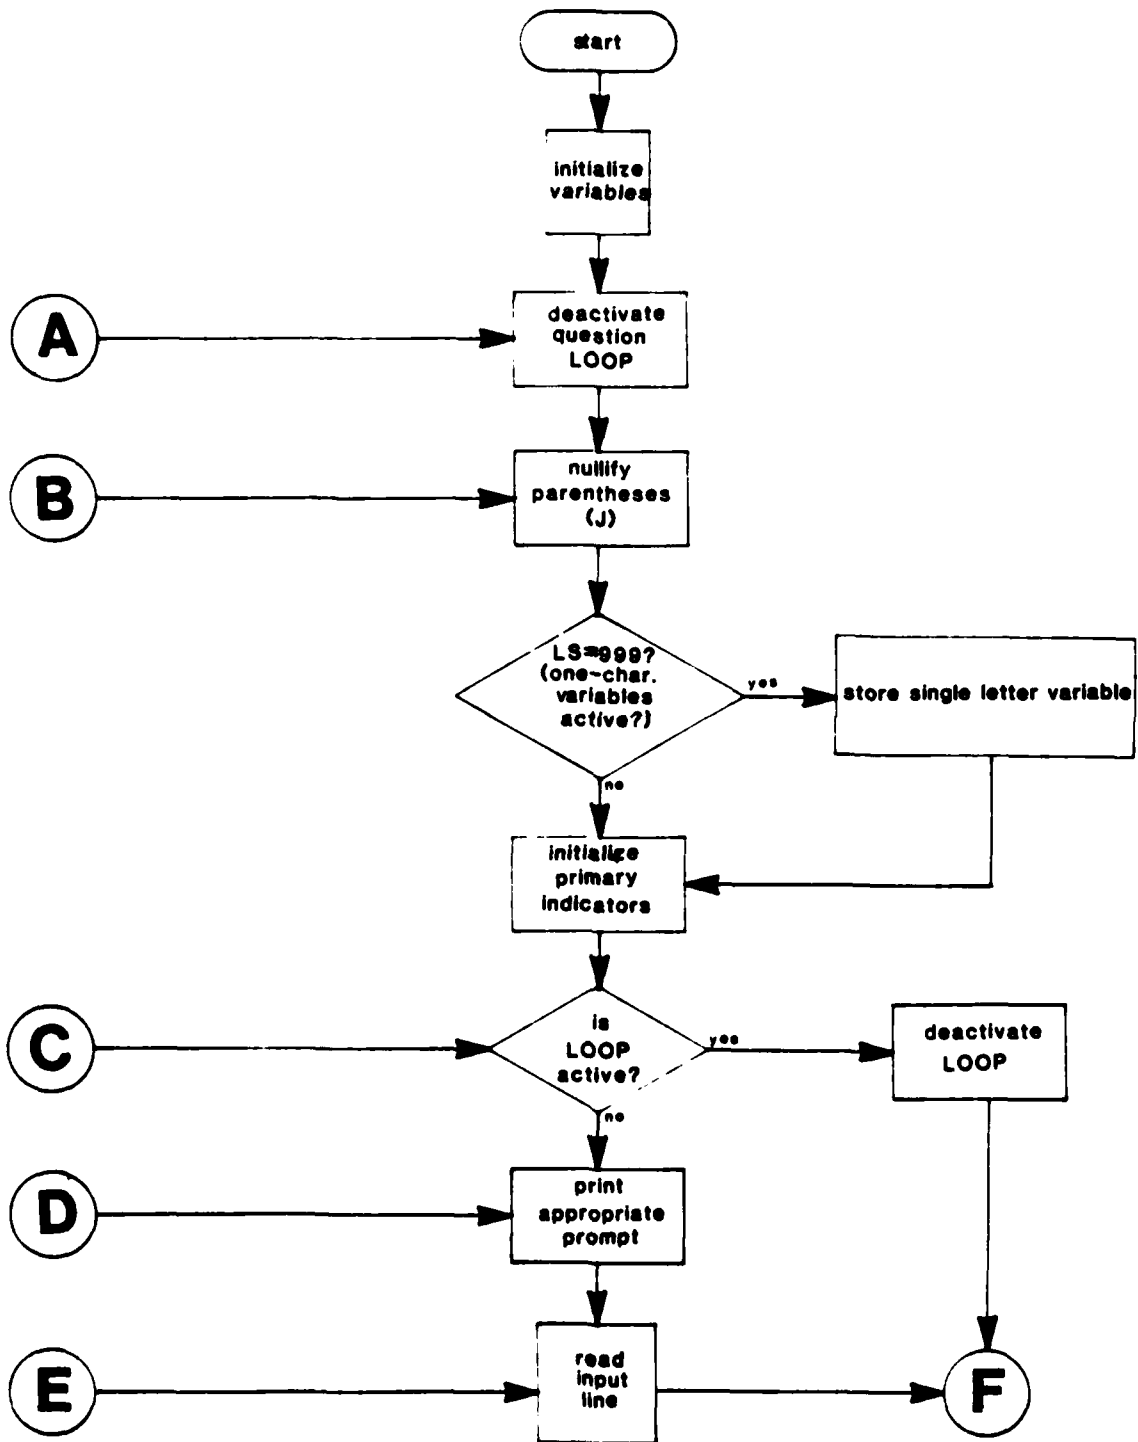 start
initialize
variables
A
deactivate
question
LOOP
B
nullify
parentheses
(J)
LS=999?
(one-char.
variables
active?)
yes
store single letter variable
no
initialize
primary
indicators
C
is
LOOP
active?
yes
deactivate
LOOP
no
D
print
appropriate
prompt
E
read
input
line
F